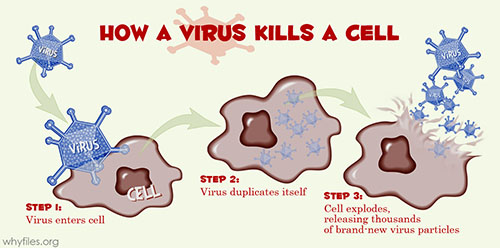 HOW A VIRUS KILLS A CELL
VIRUS
VIRUS
CELL
STEP 1:
Virus enters cell
STEP 2:
Virus duplicates itself
VIRUS
STEP 3:
Cell explodes,
releasing thousands
of brand-new virus particles
whyfiles.org